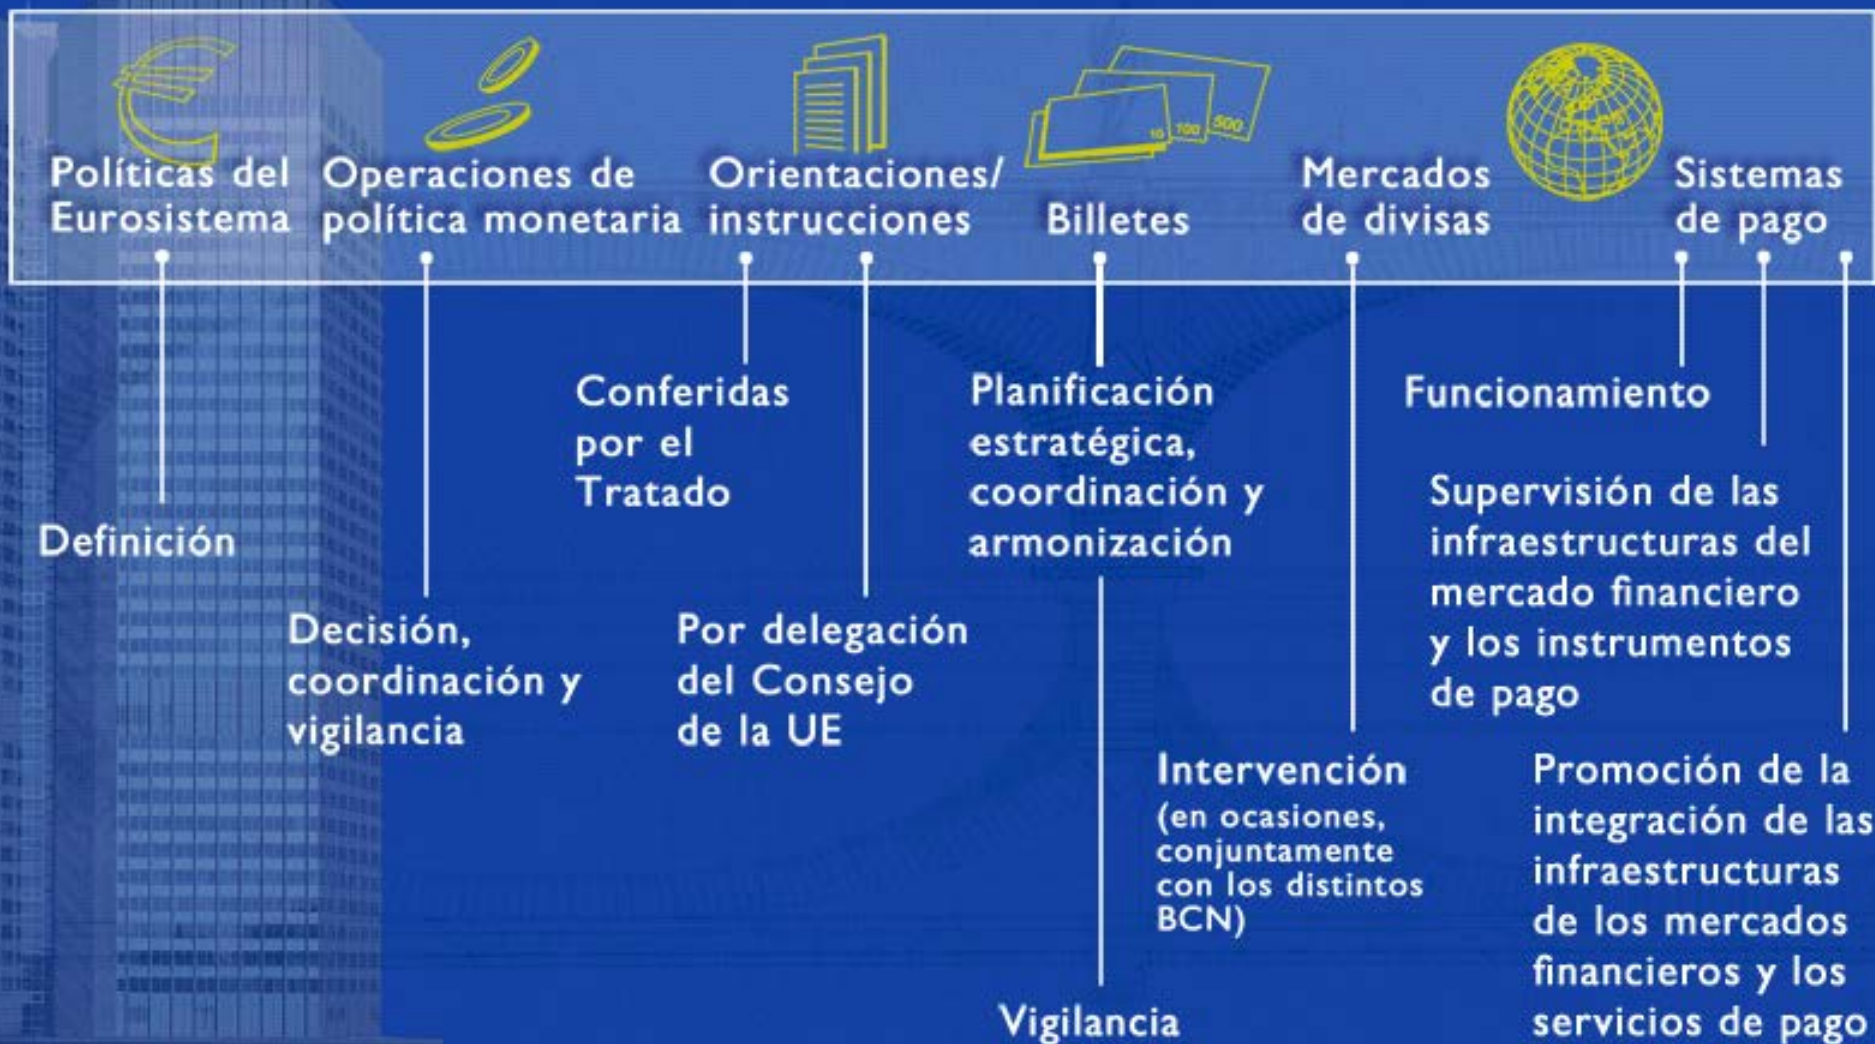 10 100 500
Políticas del
Eurosistema
Operaciones de
política monetaria
Orientaciones/
instrucciones
Billetes
Mercados
de divisas
Sistemas
de pago
Definición
Decisión,
coordinación y
vigilancia
Conferidas
por el
Tratado
Por delegación
del Consejo
de la UE
Planificación
estratégica,
coordinación y
armonización
Vigilancia
Intervención
(en ocasiones,
conjuntamente
con los distintos
BCN)
Funcionamiento
Supervisión de las
infraestructuras del
mercado financiero
y los instrumentos
de pago
Promoción de la
integración de las
infraestructuras
de los mercados
financieros y los
servicios de pago